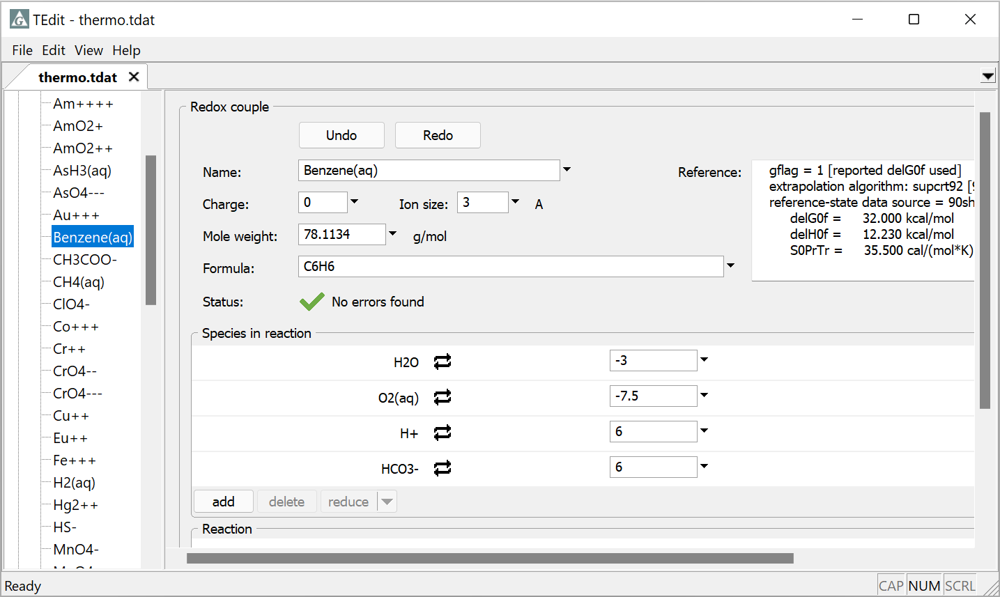 TEdit - thermo.tdat
File Edit View Help
thermo.tdat
Am++++
AmO2+
AmO2++
AsH3(aq)
AsO4---
Au+++
Benzene(aq)
CH3COO-
CH4(aq)
ClO4-
Co+++
Cr++
CrO4--
CrO4---
Cu++
Eu++
Fe+++
H2(aq)
Hg2++
HS-
MnO4-
Redox couple
Undo Redo
Name: Benzene(aq)
Charge: 0 Ion size: 3 A
Mole weight: 78.1134 g/mol
Formula: C6H6
Status: No errors found
Reference:
gflag = 1 [reported delG0f used]
extrapolation algorithm: supcrt92 [9
reference-state data source = 90sh
delG0f = 32.000 kcal/mol
delH0f = 12.230 kcal/mol
S0PrTr = 35.500 cal/(mol*K)
Species in reaction
H2O -3
O2(aq) -7.5
H+ 6
HCO3- 6
add delete reduce
Reaction
Ready CAP NUM SCRL